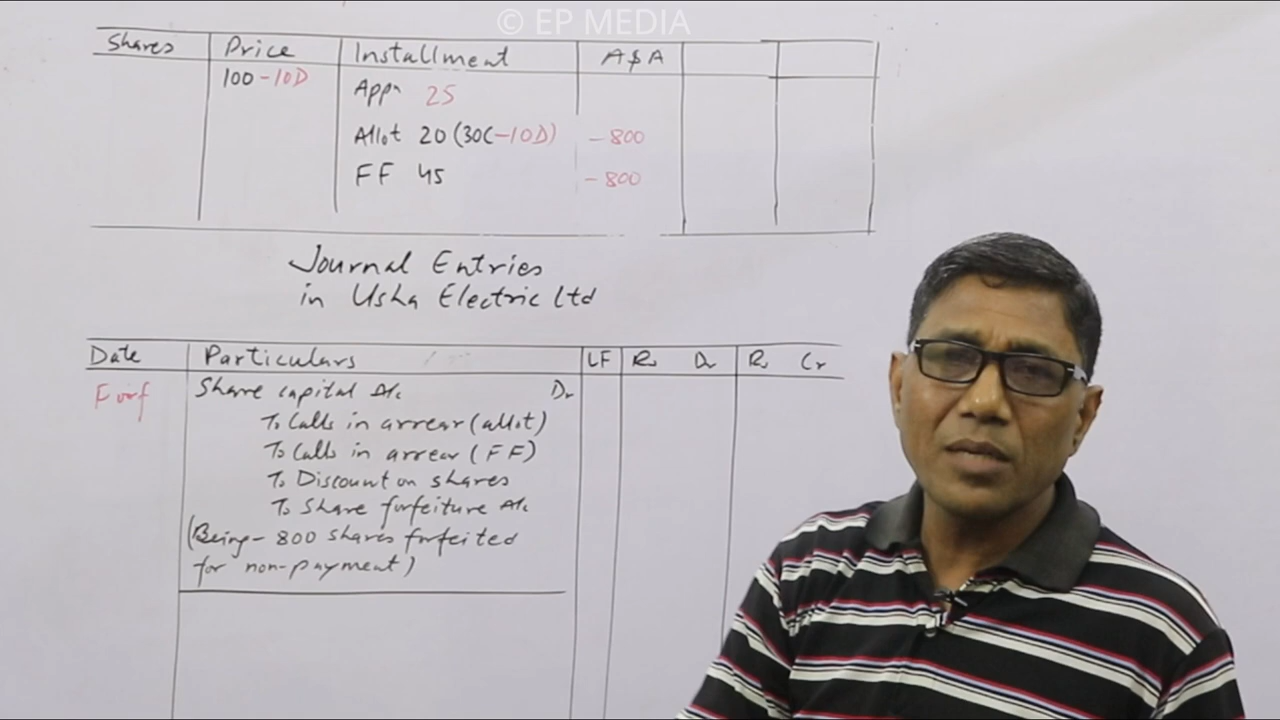 © EP MEDIA
Shares Price Installment A & A
100 -10D Appn 25
Allot 20 (30C-10D) -800
FF 45 -800
Journal Entries
in Usha Electric Ltd
Date Particulars LF Rs Dr Rs Cr
Forf Share capital A/c Dr
To Calls in arrear (allot)
To Calls in arrear (FF)
To Discount on shares
To Share forfeiture A/c
(Being- 800 shares forfeited
for non-payment)